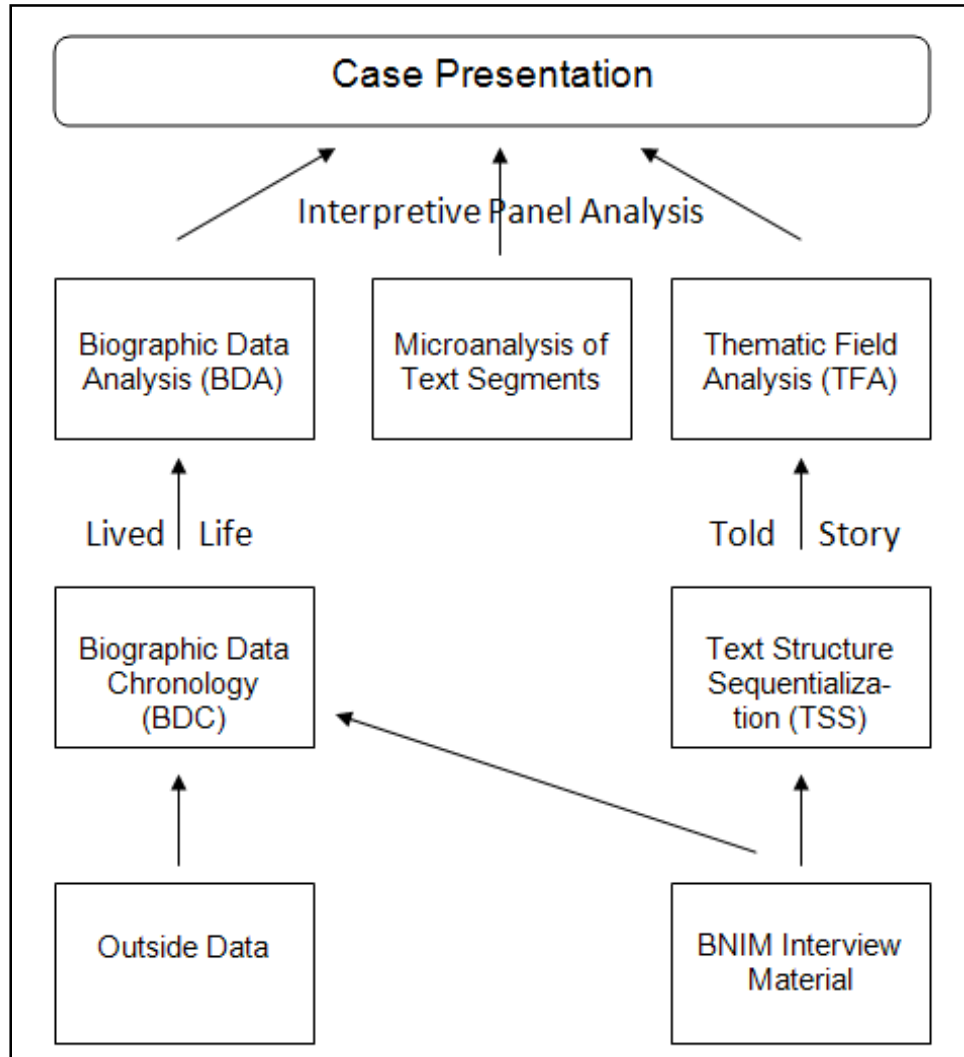 Case Presentation
Interpretive Panel Analysis
Biographic Data
Analysis (BDA)
Microanalysis of
Text Segments
Thematic Field
Analysis (TFA)
Lived Life
Told Story
Biographic Data
Chronology
(BDC)
Text Structure
Sequentializa-
tion (TSS)
Outside Data
BNIM Interview
Material